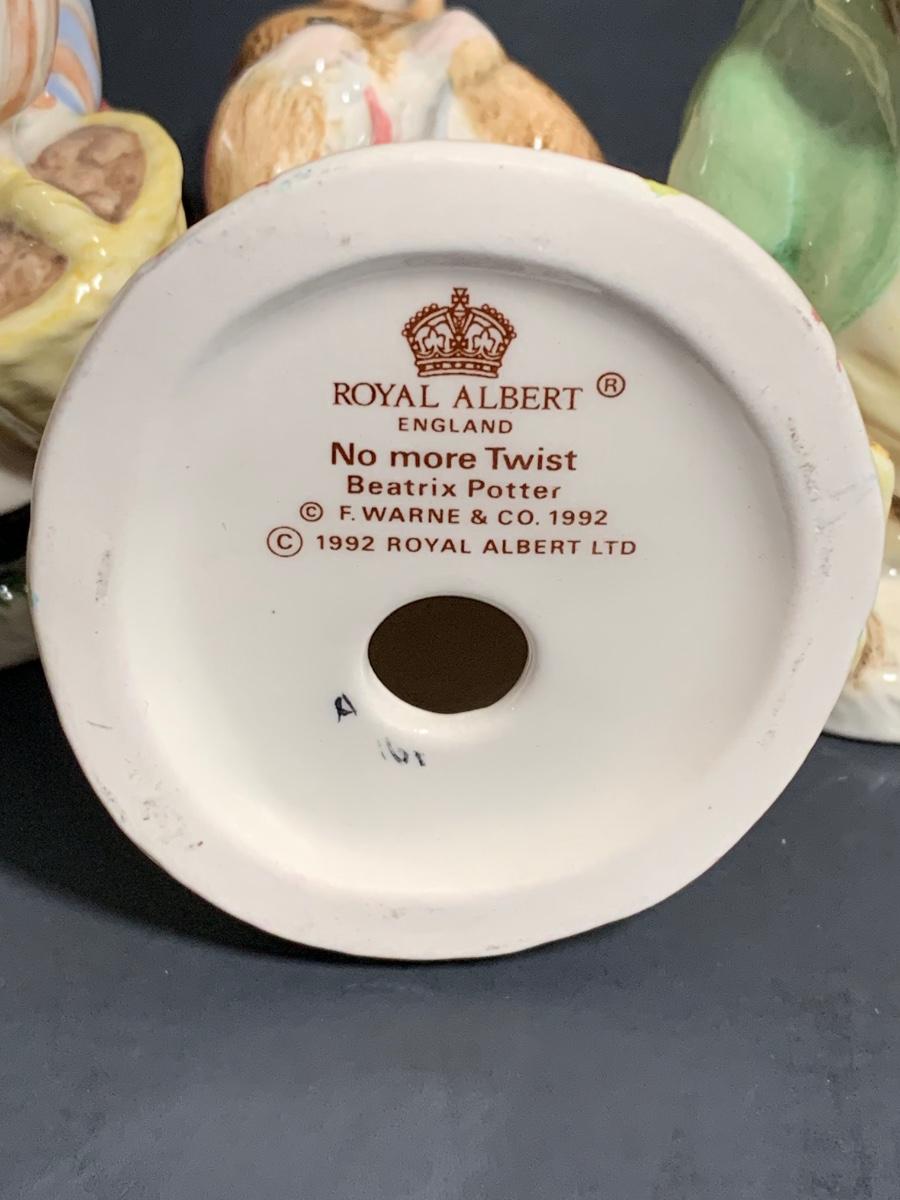 ROYAL ALBERT ®
ENGLAND
No more Twist
Beatrix Potter
© F. WARNE & CO. 1992
© 1992 ROYAL ALBERT LTD